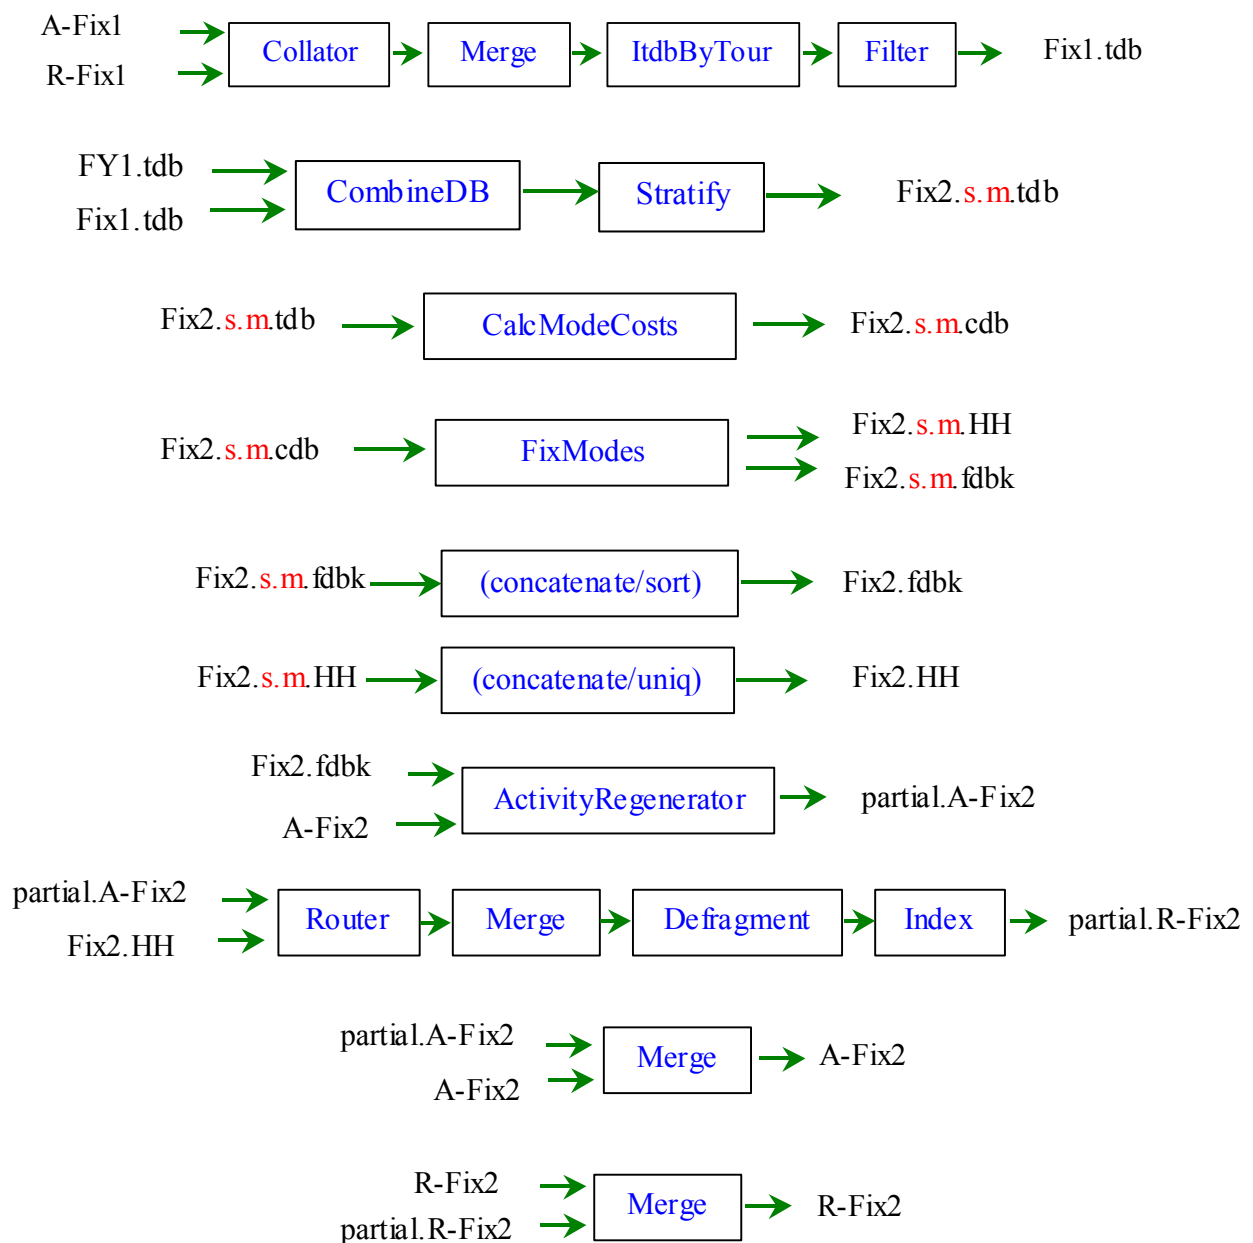 A-Fix1
R-Fix1
Collator
Merge
ItdbByTour
Filter
Fix1.tdb
FY1.tdb
Fix1.tdb
CombineDB
Stratify
Fix2.s.m.tdb
Fix2.s.m.tdb
CalcModeCosts
Fix2.s.m.cdb
Fix2.s.m.cdb
FixModes
Fix2.s.m.HH
Fix2.s.m.fdbk
Fix2.s.m.fdbk
(concatenate/sort)
Fix2.fdbk
Fix2.s.m.HH
(concatenate/uniq)
Fix2.HH
Fix2.fdbk
A-Fix2
ActivityRegenerator
partial.A-Fix2
partial.A-Fix2
Fix2.HH
Router
Merge
Defragment
Index
partial.R-Fix2
partial.A-Fix2
A-Fix2
Merge
A-Fix2
R-Fix2
partial.R-Fix2
Merge
R-Fix2